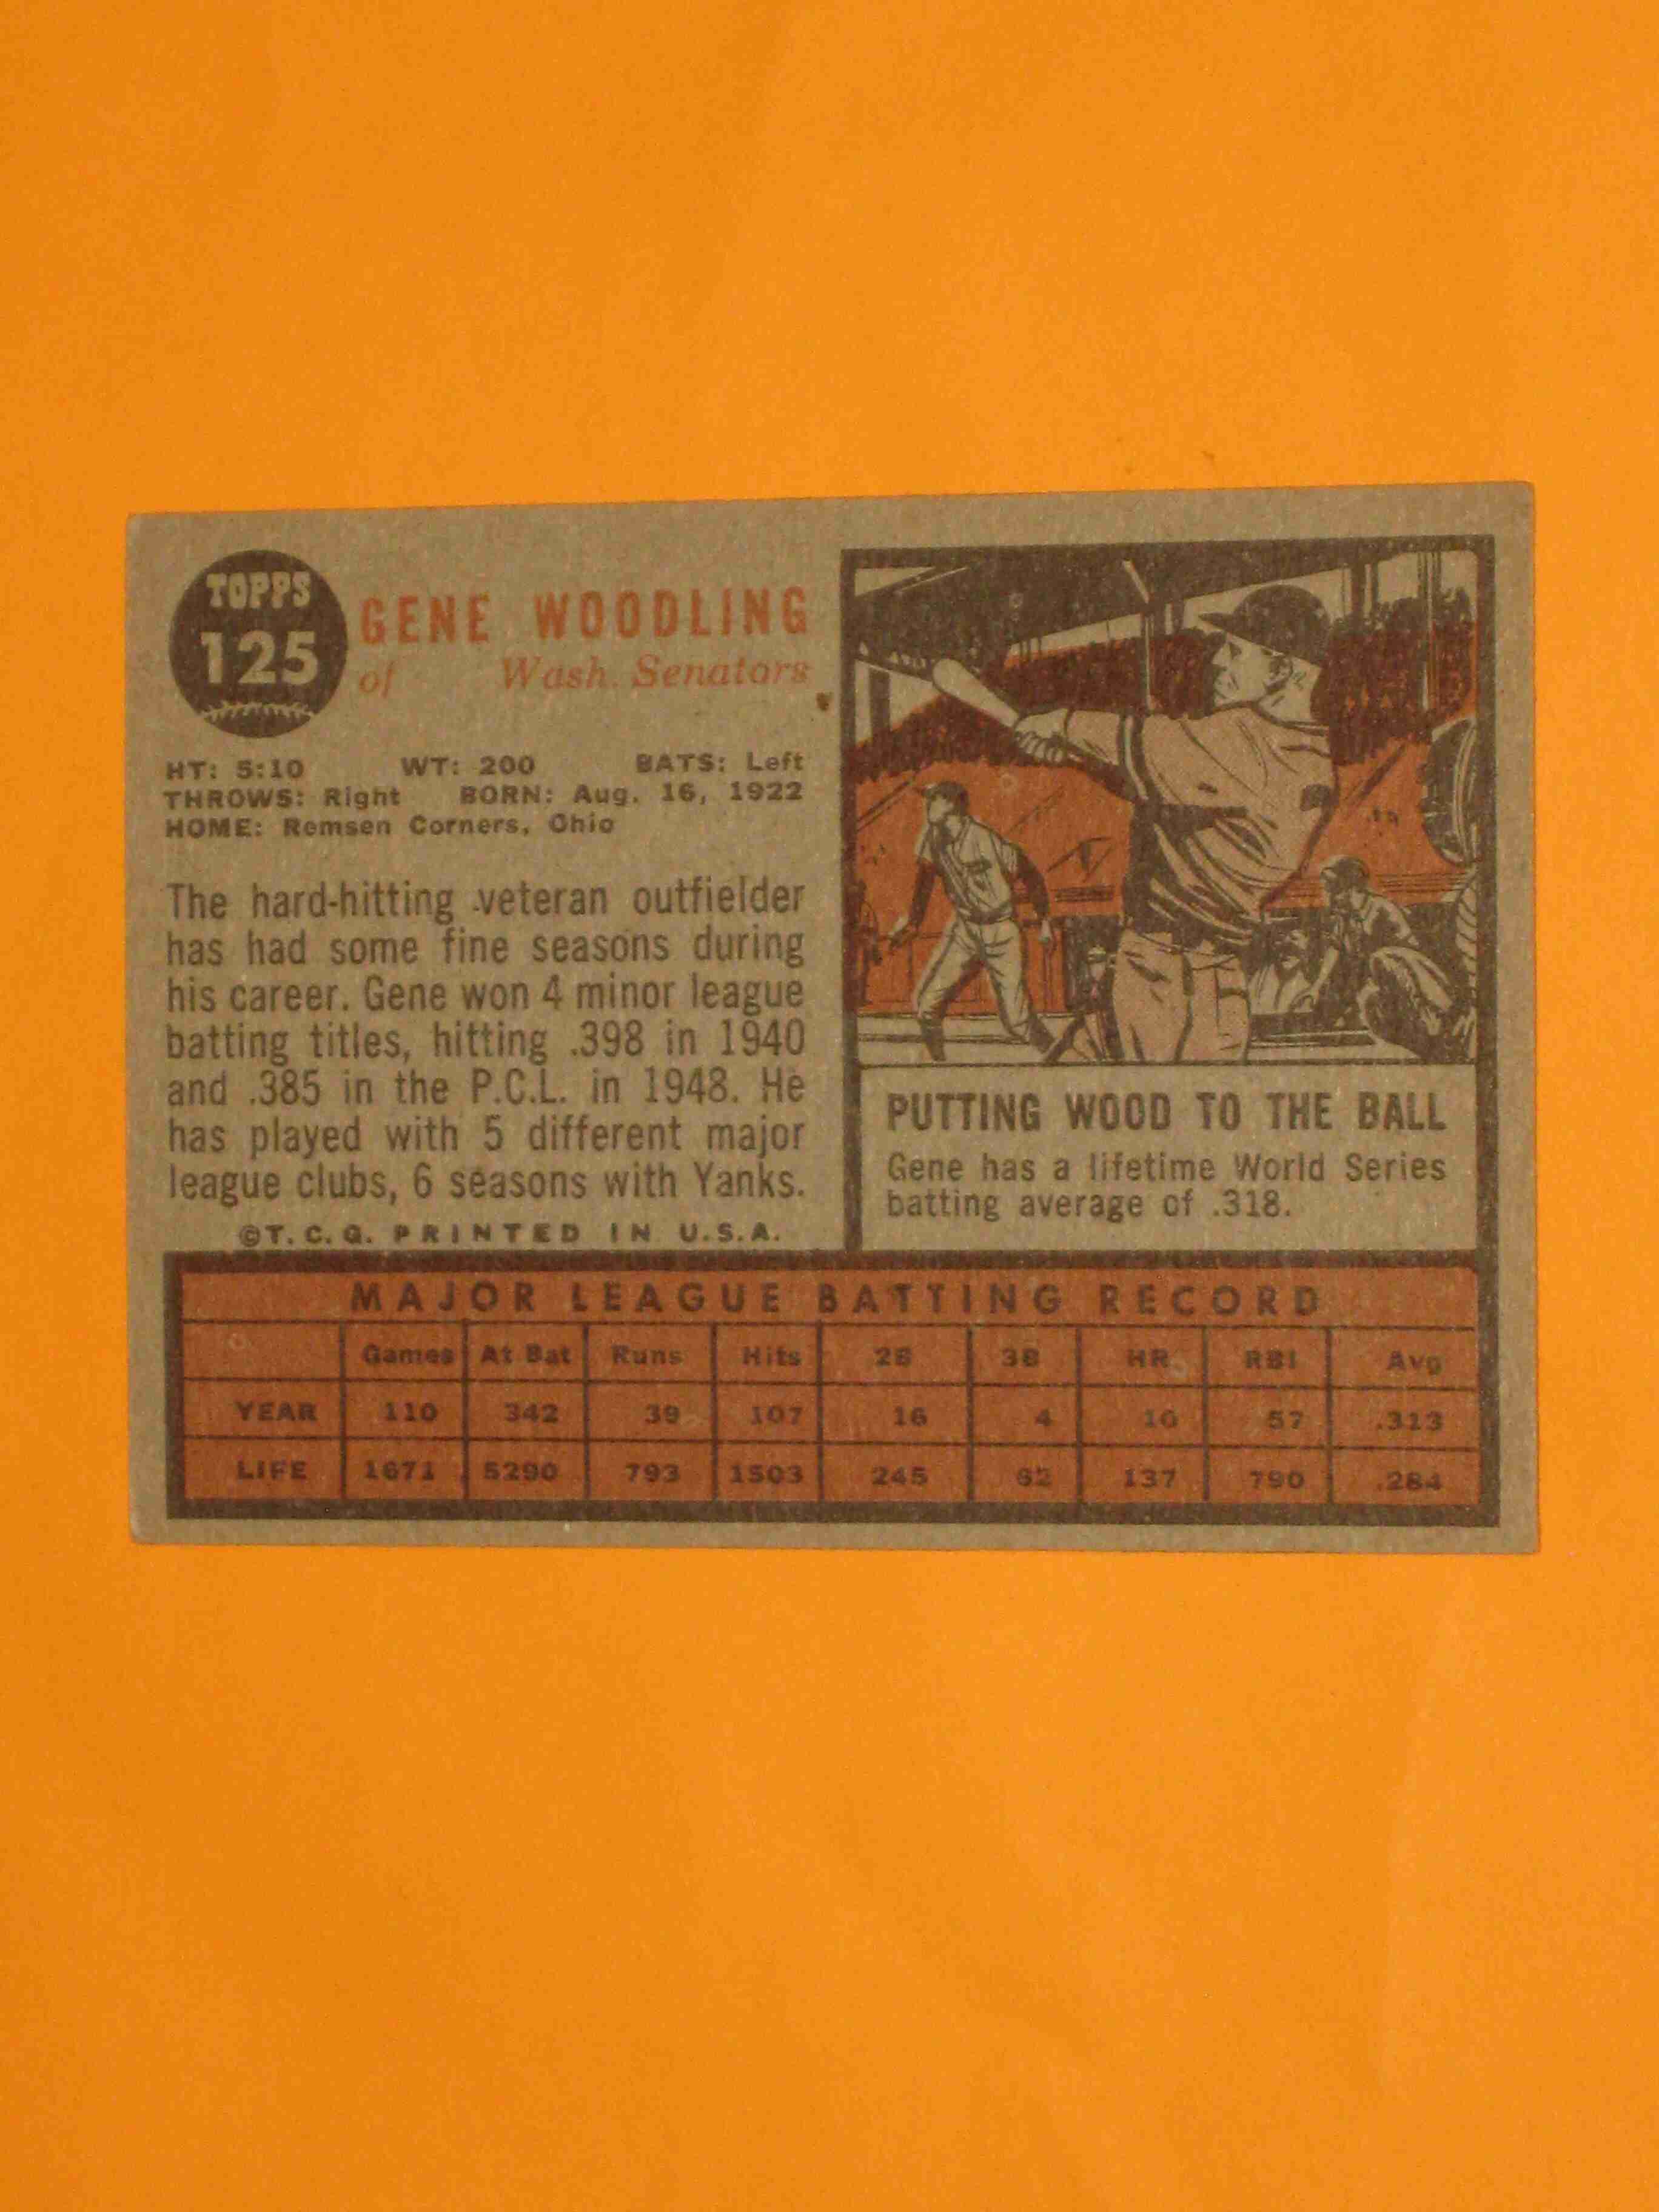 TOPPS
125
GENE WOODLING
of Wash. Senators
HT: 5:10 WT: 200 BATS: Left
THROWS: Right BORN: Aug. 16, 1922
HOME: Remsen Corners, Ohio
The hard-hitting veteran outfielder
has had some fine seasons during
his career. Gene won 4 minor league
batting titles, hitting .398 in 1940
and .385 in the P.C.L. in 1948. He
has played with 5 different major
league clubs, 6 seasons with Yanks.
©T.C.G. PRINTED IN U.S.A.
PUTTING WOOD TO THE BALL
Gene has a lifetime World Series
batting average of .318.
MAJOR LEAGUE BATTING RECORD
Games At Bat Runs Hits 2B 3B HR RBI Avg
YEAR 110 342 39 107 16 4 10 57 .313
LIFE 1671 5290 793 1503 245 62 137 790 .284